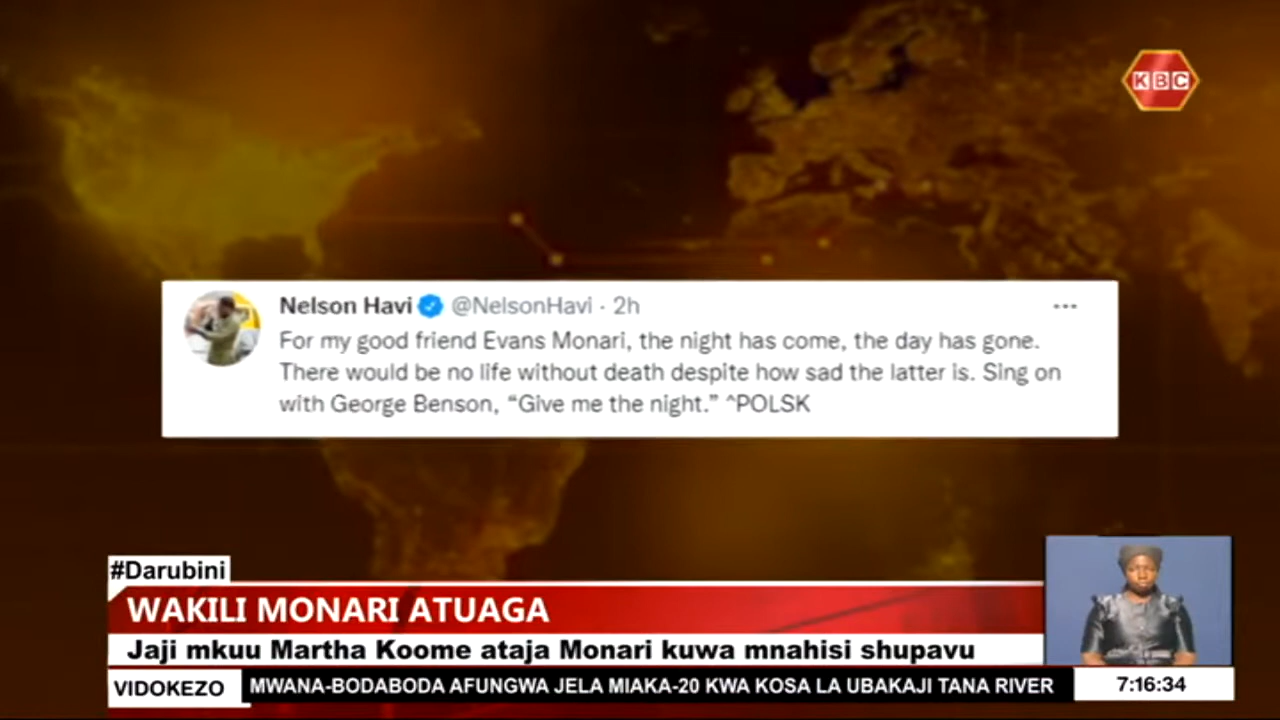 KBC
Nelson Havi @NelsonHavi · 2h
For my good friend Evans Monari, the night has come, the day has gone.
There would be no life without death despite how sad the latter is. Sing on
with George Benson, “Give me the night.” ^POLSK
#Darubini
WAKILI MONARI ATUAGA
Jaji mkuu Martha Koome ataja Monari kuwa mnahisi shupavu
VIDOKEZO MWANA-BODABODA AFUNGWA JELA MIAKA-20 KWA KOSA LA UBAKAJI TANA RIVER 7:16:34